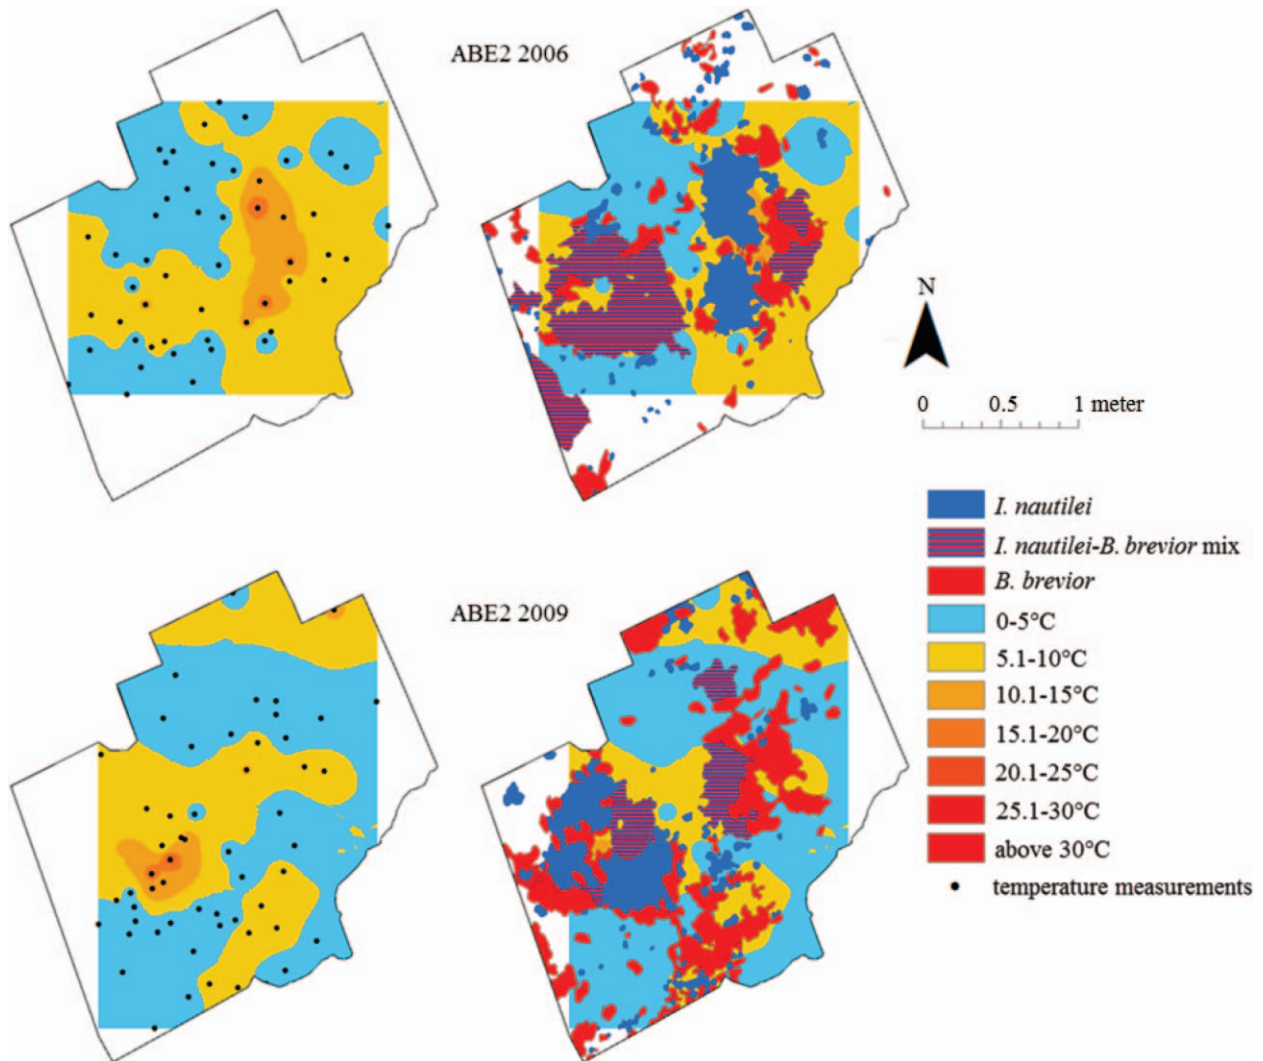 ABE2 2006
N
0 0.5 1 meter
I. nautilei
I. nautilei-B. brevior mix
B. brevior
0-5°C
5.1-10°C
10.1-15°C
15.1-20°C
20.1-25°C
25.1-30°C
above 30°C
temperature measurements
ABE2 2009